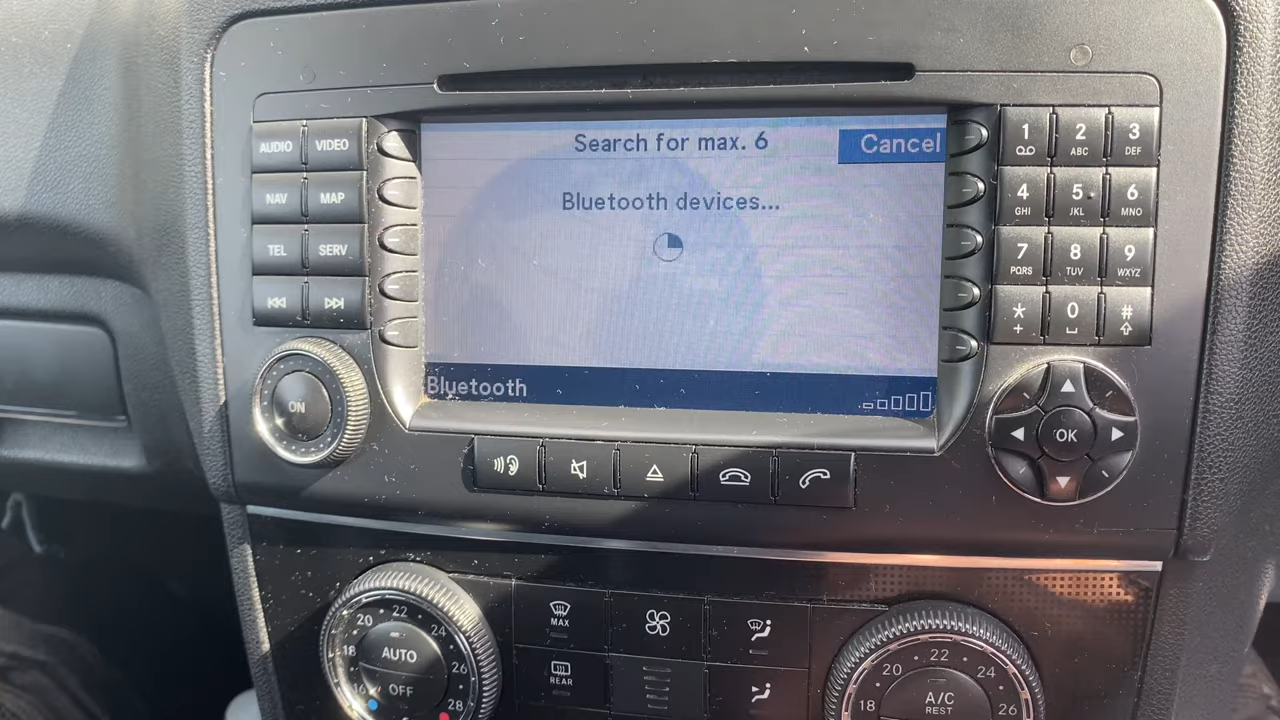 Search for max. 6
Cancel
Bluetooth devices...
Bluetooth
AUDIO
VIDEO
NAV
MAP
TEL
SERV
ON
1
2
ABC
3
DEF
4
GHI
5
JKL
6
MNO
7
PQRS
8
TUV
9
WXYZ
*
+
0
#
OK
16
18
20
22
24
26
28
AUTO
OFF
MAX
REAR
18
20
22
24
26
A/C
REST